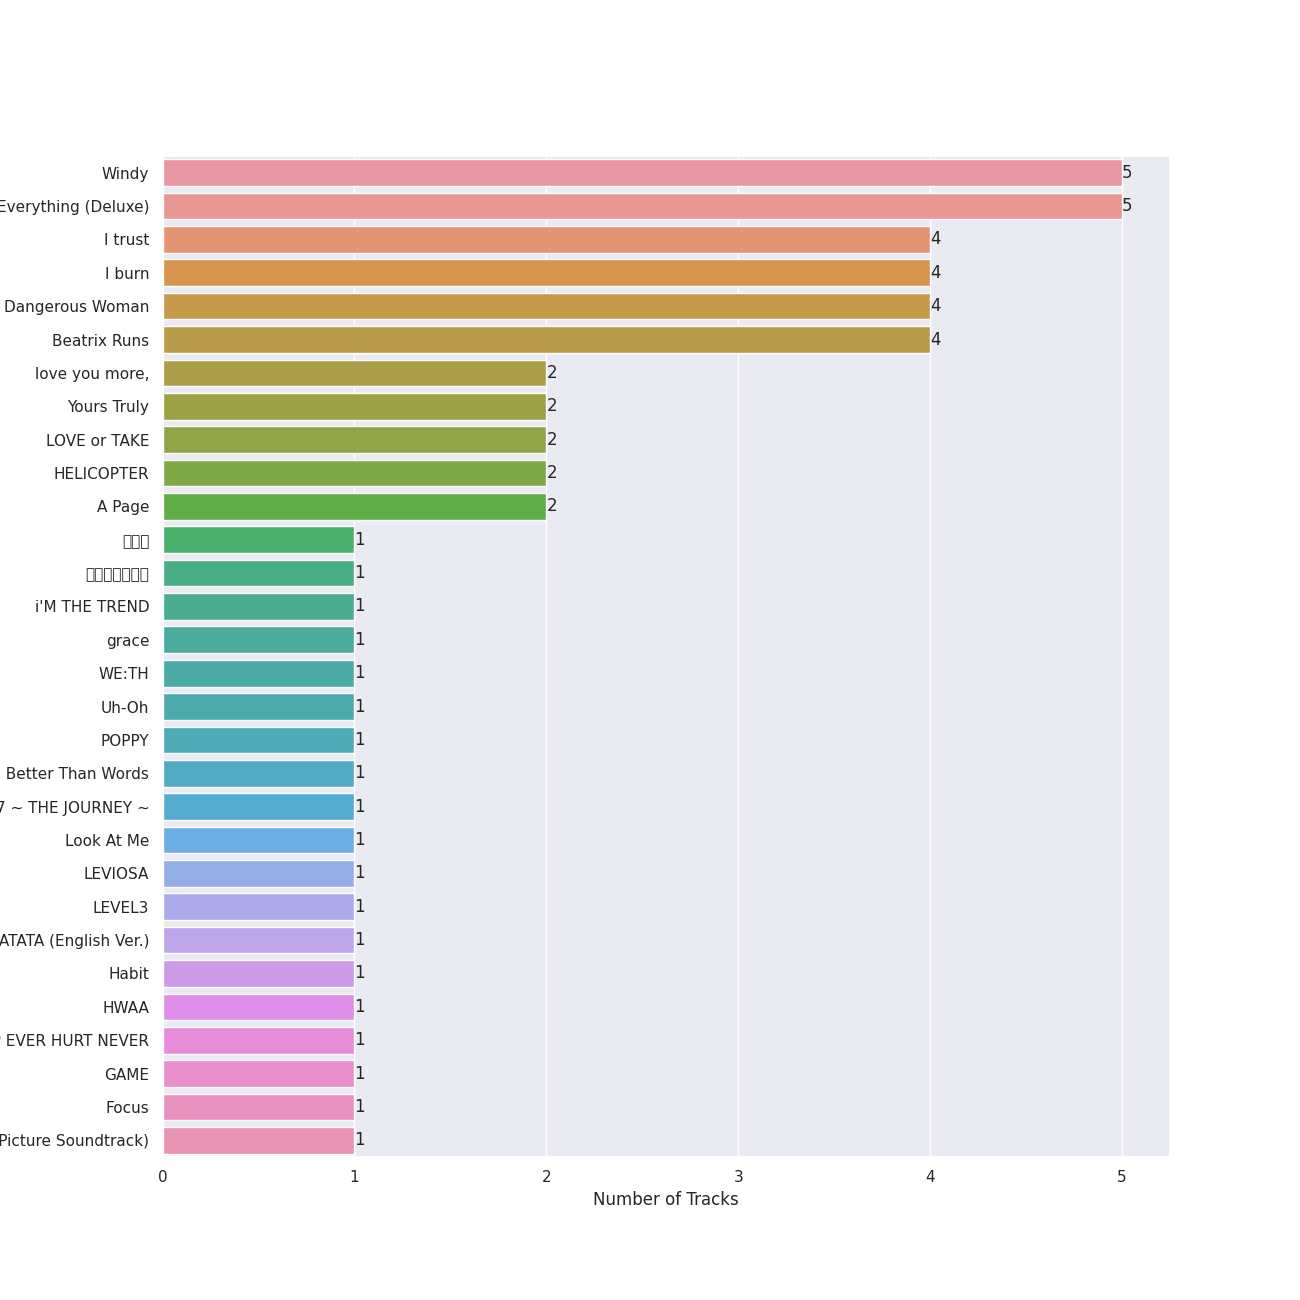 Windy 5
Everything (Deluxe) 5
I trust 4
I burn 4
Dangerous Woman 4
Beatrix Runs 4
love you more, 2
Yours Truly 2
LOVE or TAKE 2
HELICOPTER 2
A Page 2
1
1
i'M THE TREND 1
grace 1
WE:TH 1
Uh-Oh 1
POPPY 1
Better Than Words 1
7 ~ THE JOURNEY ~ 1
Look At Me 1
LEVIOSA 1
LEVEL3 1
ATATA (English Ver.) 1
Habit 1
HWAA 1
EVER HURT NEVER 1
GAME 1
Focus 1
Picture Soundtrack) 1
0 1 2 3 4 5
Number of Tracks